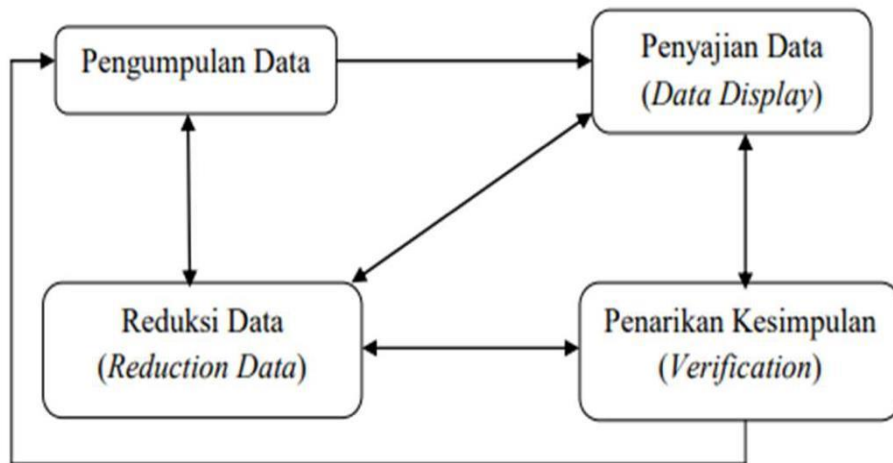 Pengumpulan Data
Penyajian Data
(Data Display)
Reduksi Data
(Reduction Data)
Penarikan Kesimpulan
(Verification)